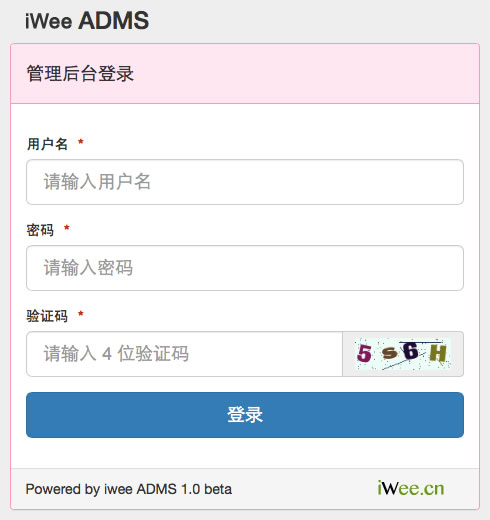 iWee ADMS
管理后台登录
用户名 *
请输入用户名
密码 *
请输入密码
验证码 *
请输入 4 位验证码
5s6H
登录
Powered by iwee ADMS 1.0 beta
iWee.cn